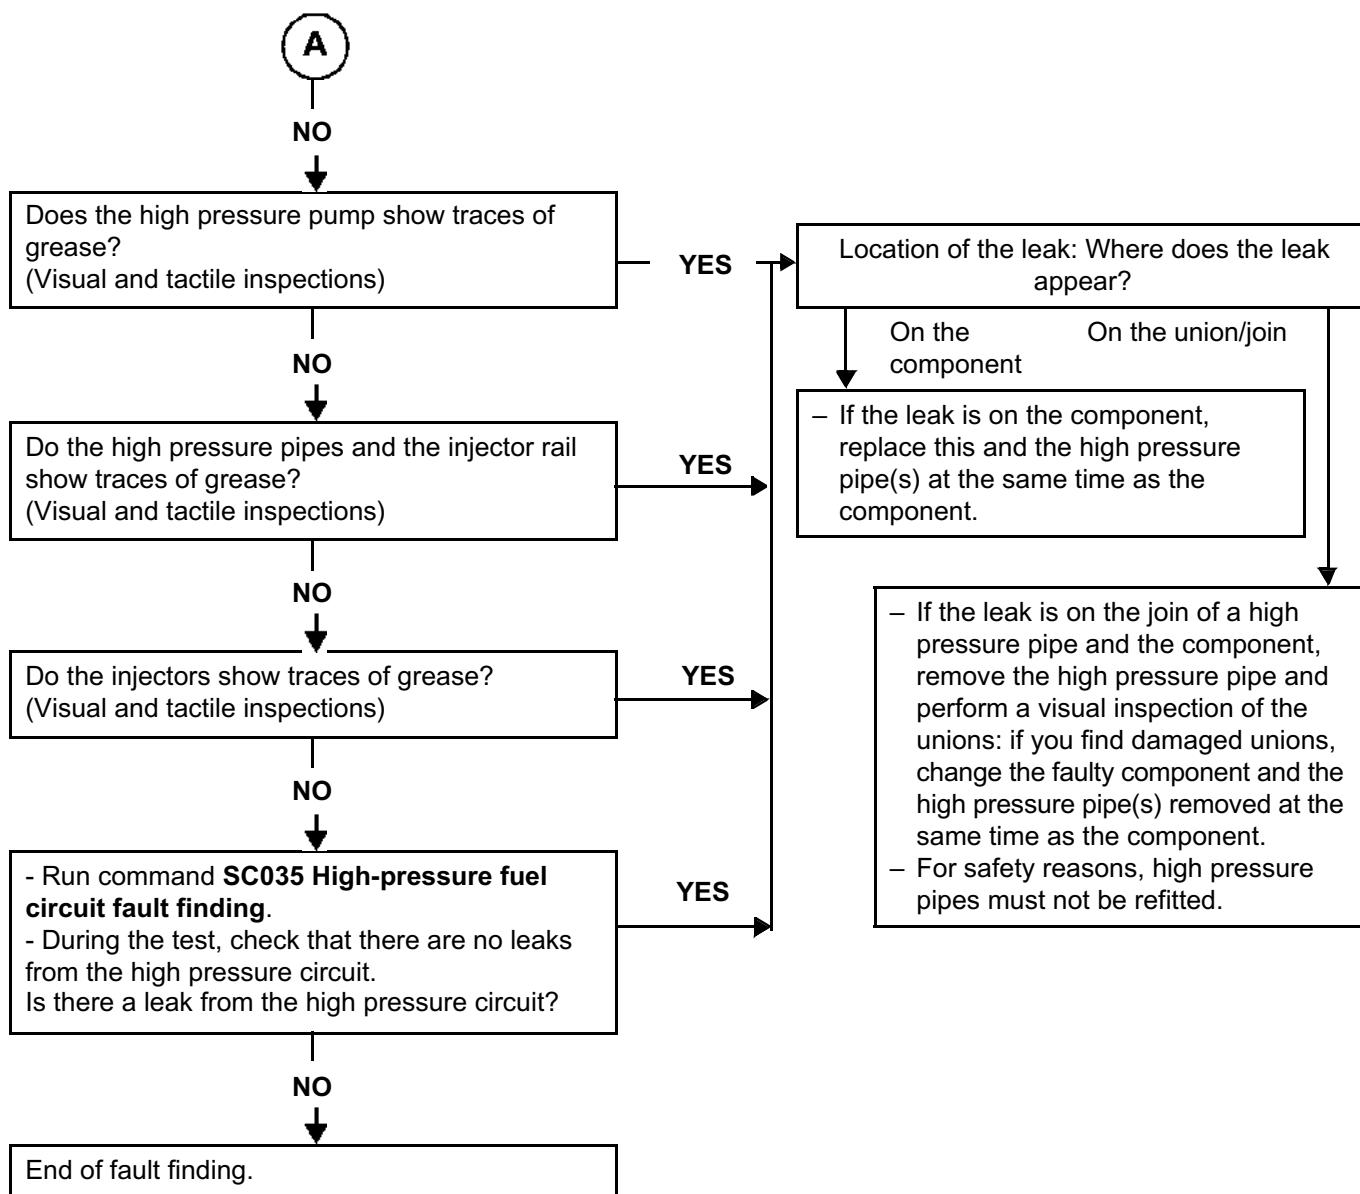 A
NO
Does the high pressure pump show traces of
grease?
(Visual and tactile inspections)
YES
Location of the leak: Where does the leak
appear?
On the
component
On the union/join
NO
– If the leak is on the component,
replace this and the high pressure
pipe(s) at the same time as the
component.
Do the high pressure pipes and the injector rail
show traces of grease?
(Visual and tactile inspections)
YES
NO
– If the leak is on the join of a high
pressure pipe and the component,
remove the high pressure pipe and
perform a visual inspection of the
unions: if you find damaged unions,
change the faulty component and the
high pressure pipe(s) removed at the
same time as the component.
– For safety reasons, high pressure
pipes must not be refitted.
Do the injectors show traces of grease?
(Visual and tactile inspections)
YES
NO
- Run command SC035 High-pressure fuel
circuit fault finding.
- During the test, check that there are no leaks
from the high pressure circuit.
Is there a leak from the high pressure circuit?
YES
NO
End of fault finding.